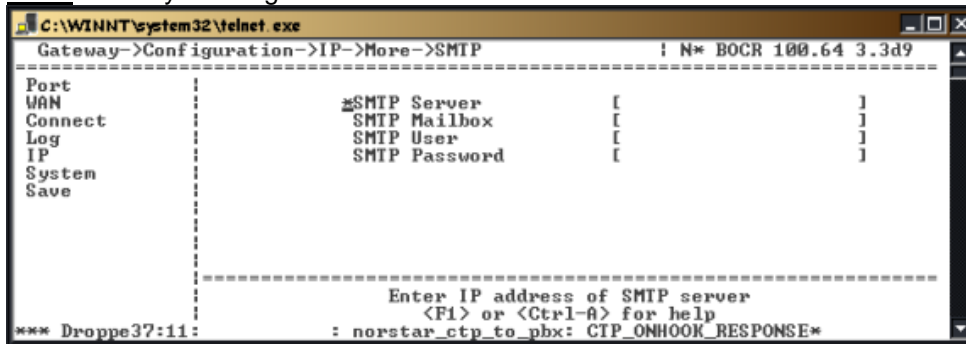 C:\WINNT\system32\telnet.exe
Gateway->Configuration->IP->More->SMTP ¦ N* BOCR 100.64 3.3d9
Port
WAN
*SMTP Server [ ]
Connect
SMTP Mailbox [ ]
Log
SMTP User [ ]
IP
SMTP Password [ ]
System
Save
Enter IP address of SMTP server
<F1> or <Ctrl-A> for help
*** Droppe37:11: : norstar_ctp_to_pbx: CTP_ONHOOK_RESPONSE*